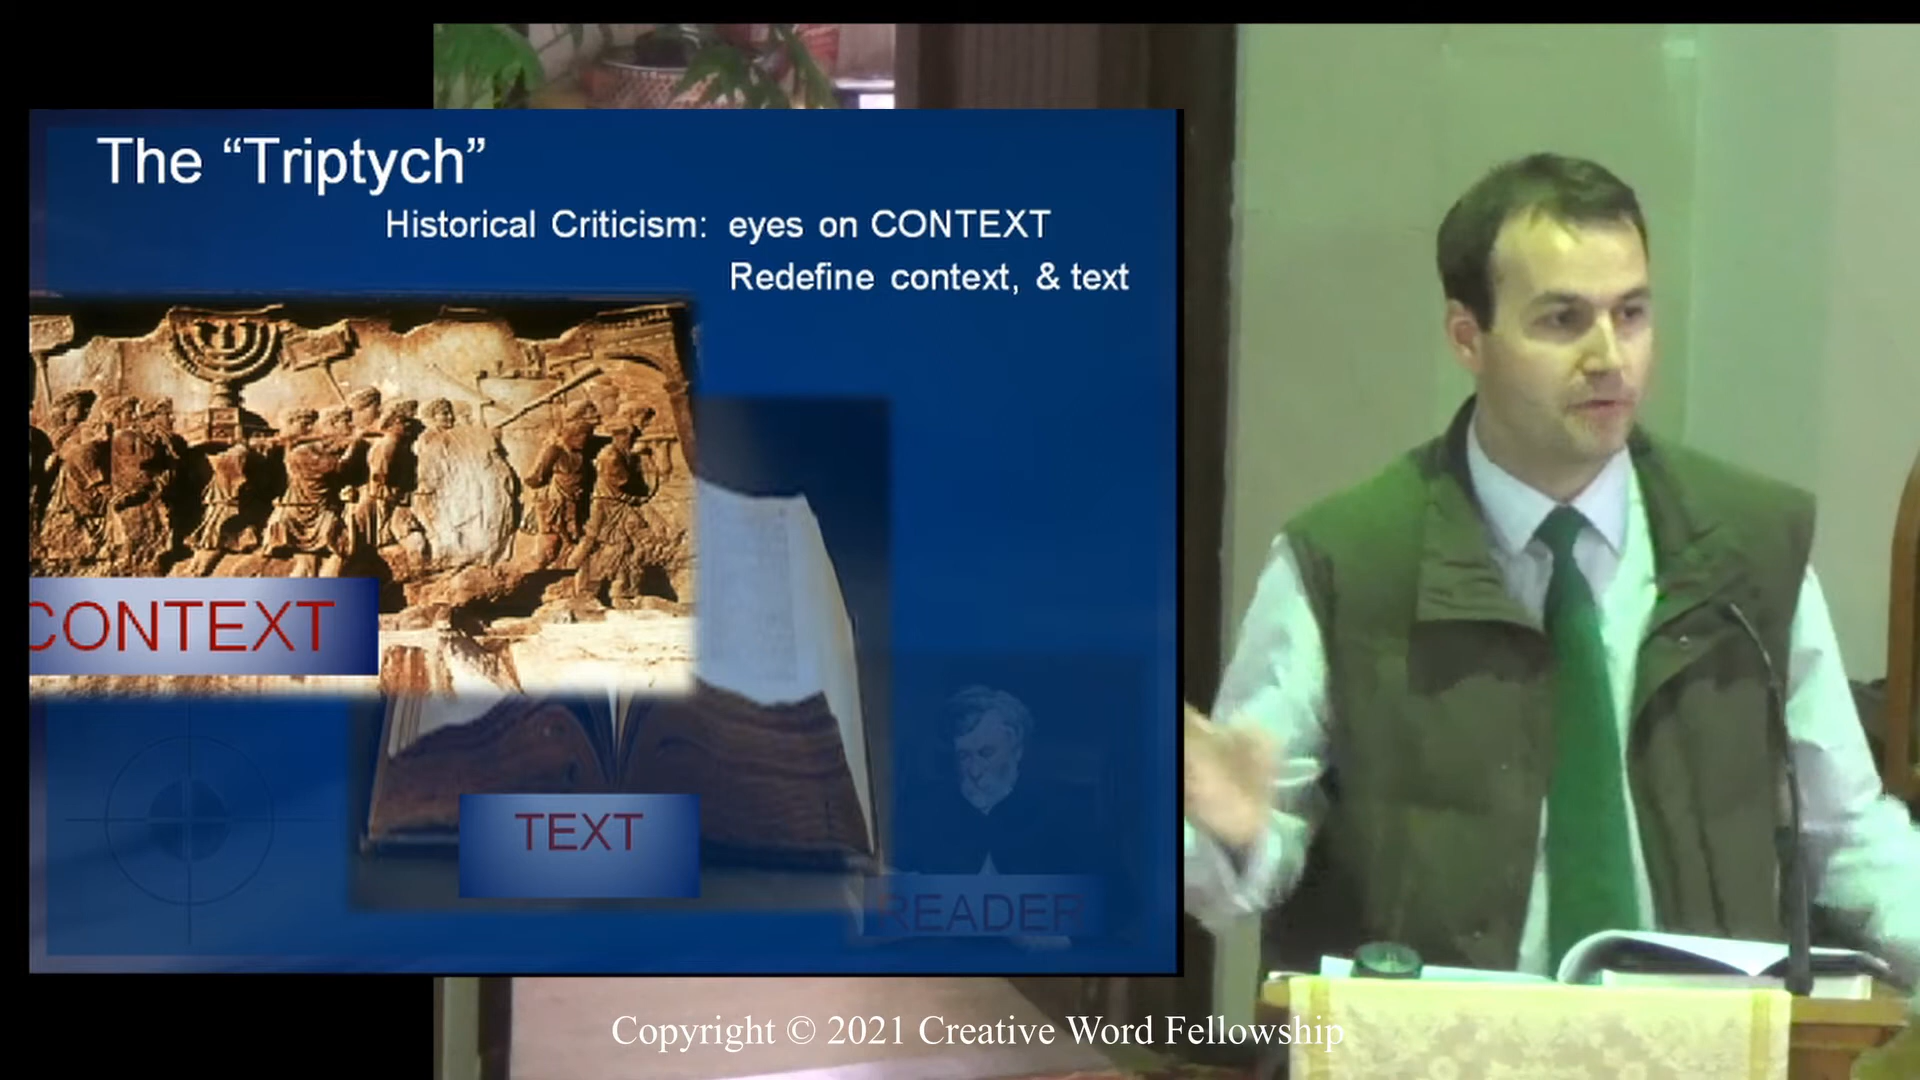 The “Triptych”
Historical Criticism: eyes on CONTEXT
Redefine context, & text
CONTEXT
TEXT
READER
Copyright © 2021 Creative Word Fellowship